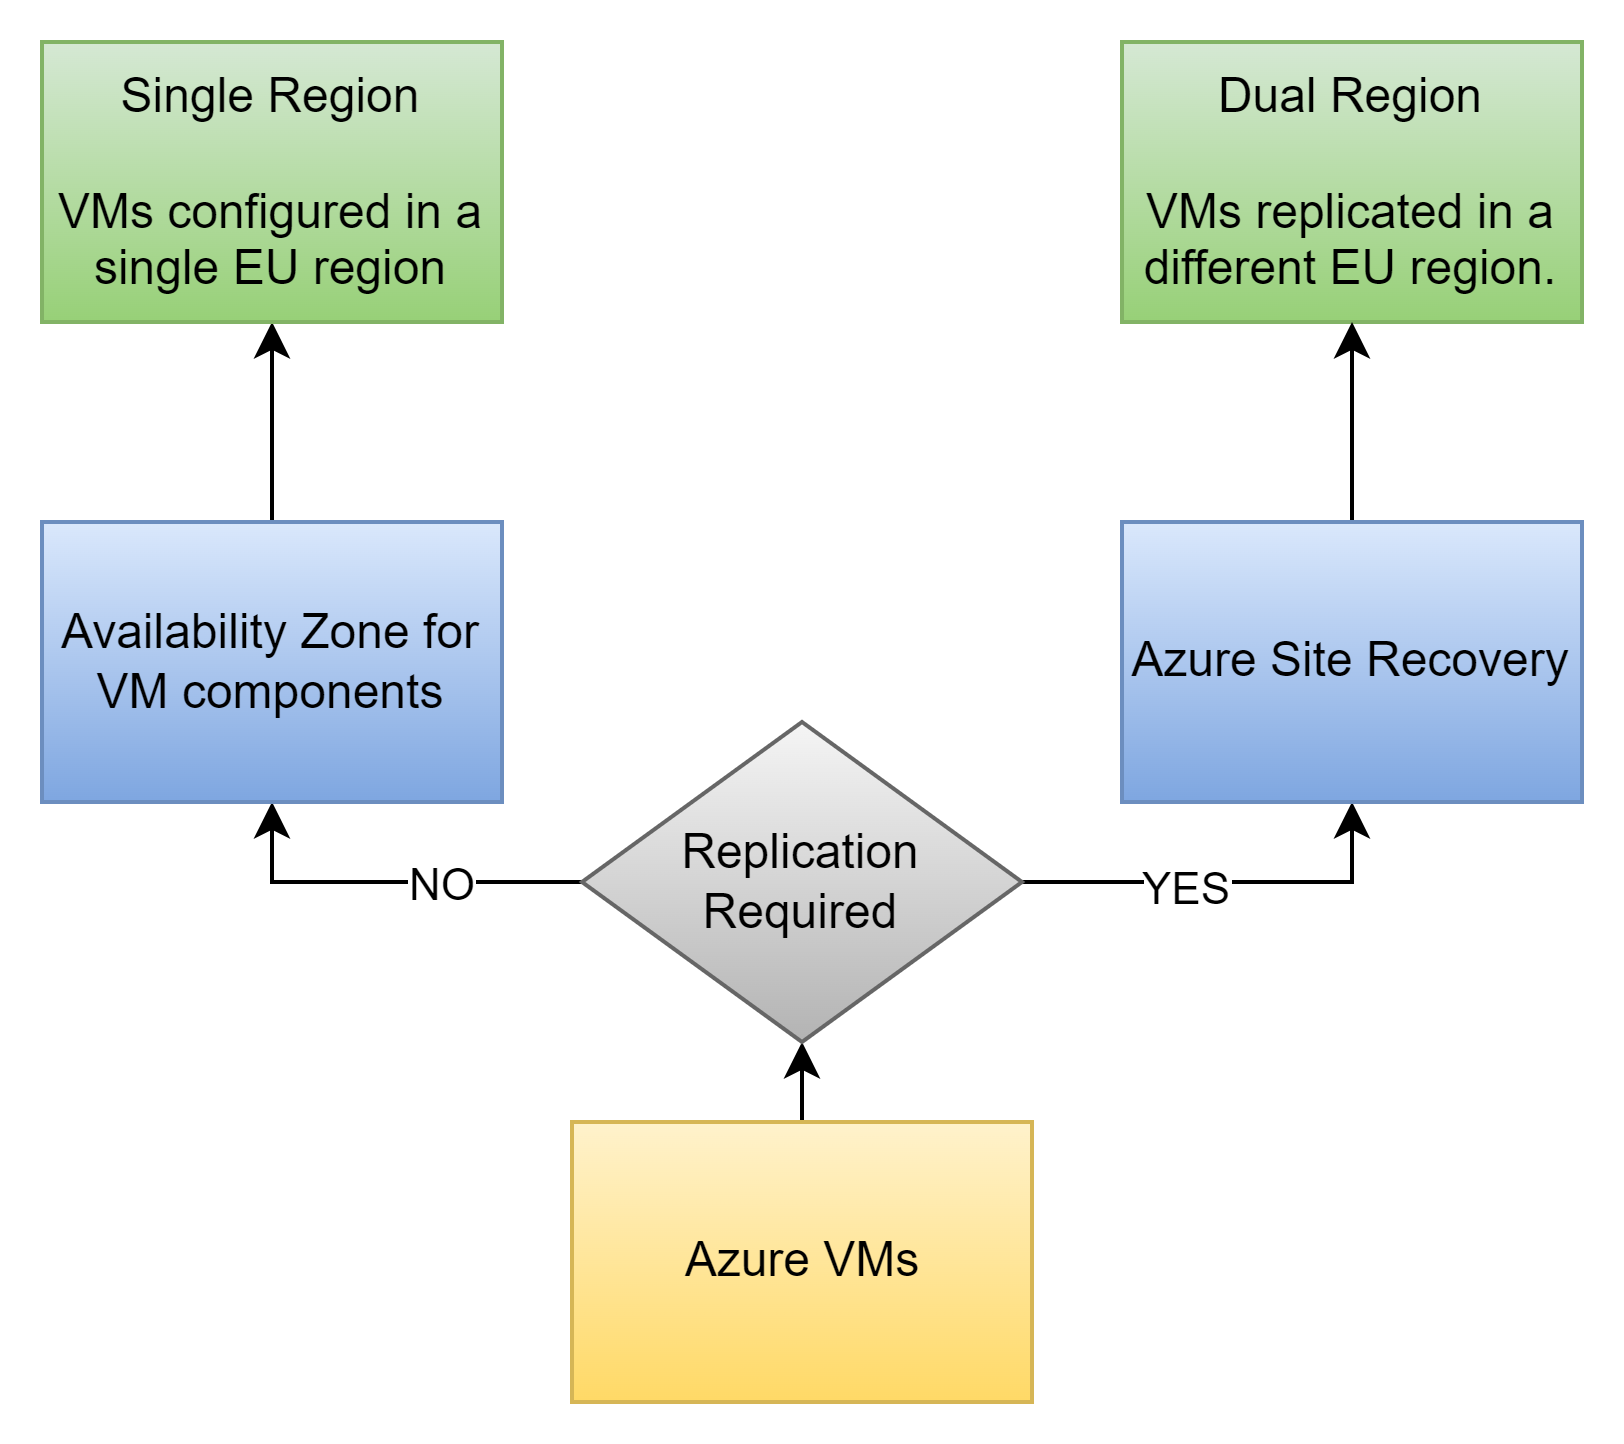 Single Region
VMs configured in a
single EU region
Dual Region
VMs replicated in a
different EU region.
Availability Zone for
VM components
Azure Site Recovery
Replication
Required
NO
YES
Azure VMs